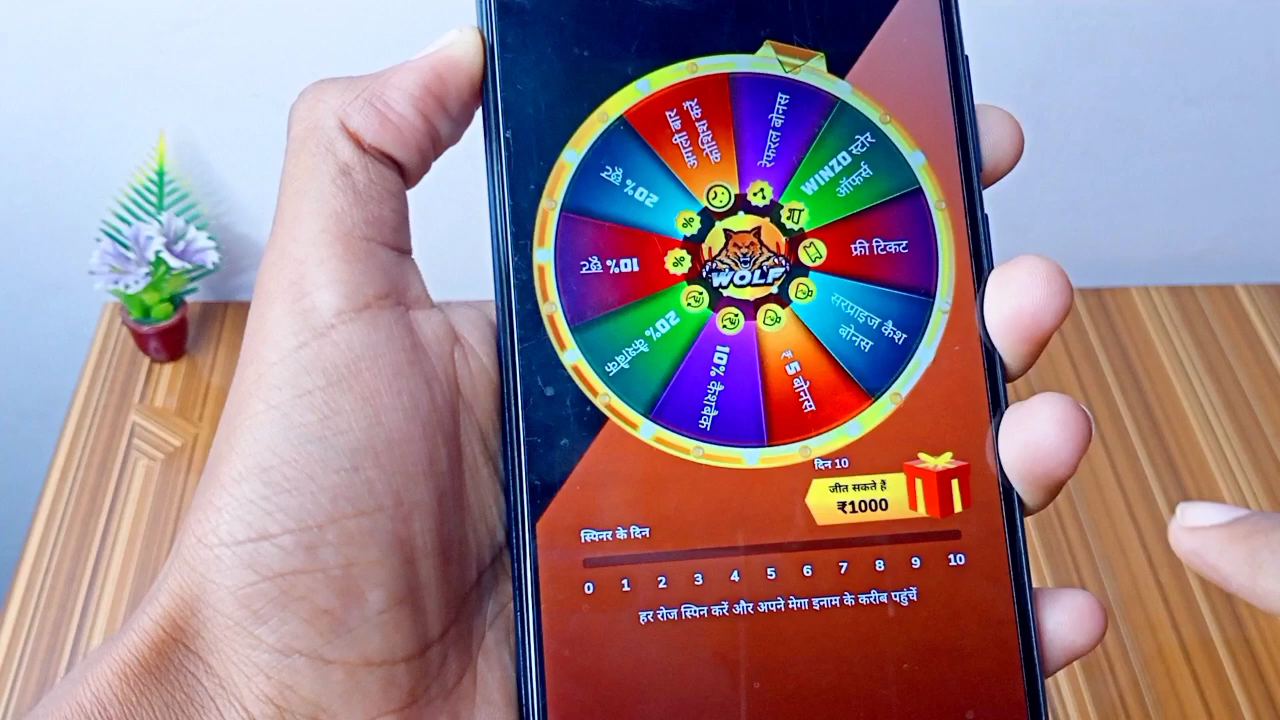 अगली बार
कोशिश करें
रेफरल बोनस
WINZO स्टोर
ऑफर्स
फ्री टिकट
सरप्राइज कैश
बोनस
₹ 5 बोनस
10% कैशबैक
20% कैशबैक
10% छूट
20% छूट
WOLF
दिन 10
जीत सकते हैं
₹1000
स्पिनर के दिन
0 1 2 3 4 5 6 7 8 9 10
हर रोज स्पिन करें और अपने मेगा इनाम के करीब पहुंचें